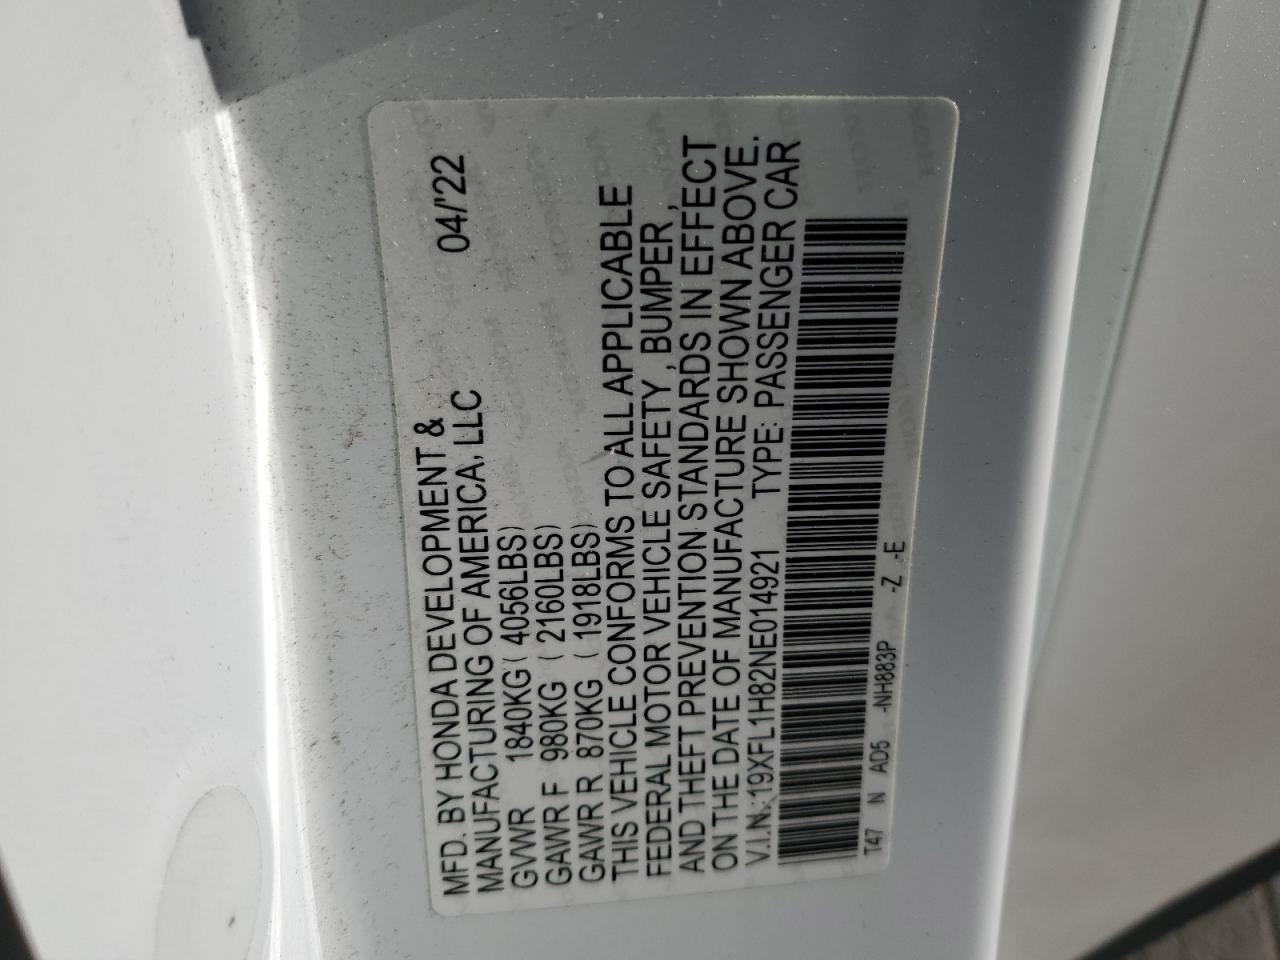 MFD. BY HONDA DEVELOPMENT &
MANUFACTURING OF AMERICA, LLC 04/'22
GVWR 1840KG ( 4056LBS)
GAWR F 980KG ( 2160LBS)
GAWR R 870KG ( 1918LBS)
THIS VEHICLE CONFORMS TO ALL APPLICABLE
FEDERAL MOTOR VEHICLE SAFETY , BUMPER ,
AND THEFT PREVENTION STANDARDS IN EFFECT
ON THE DATE OF MANUFACTURE SHOWN ABOVE.
V.I.N.: 19XFL1H82NE014921 TYPE: PASSENGER CAR
T47 N AD5 -NH883P -Z -E